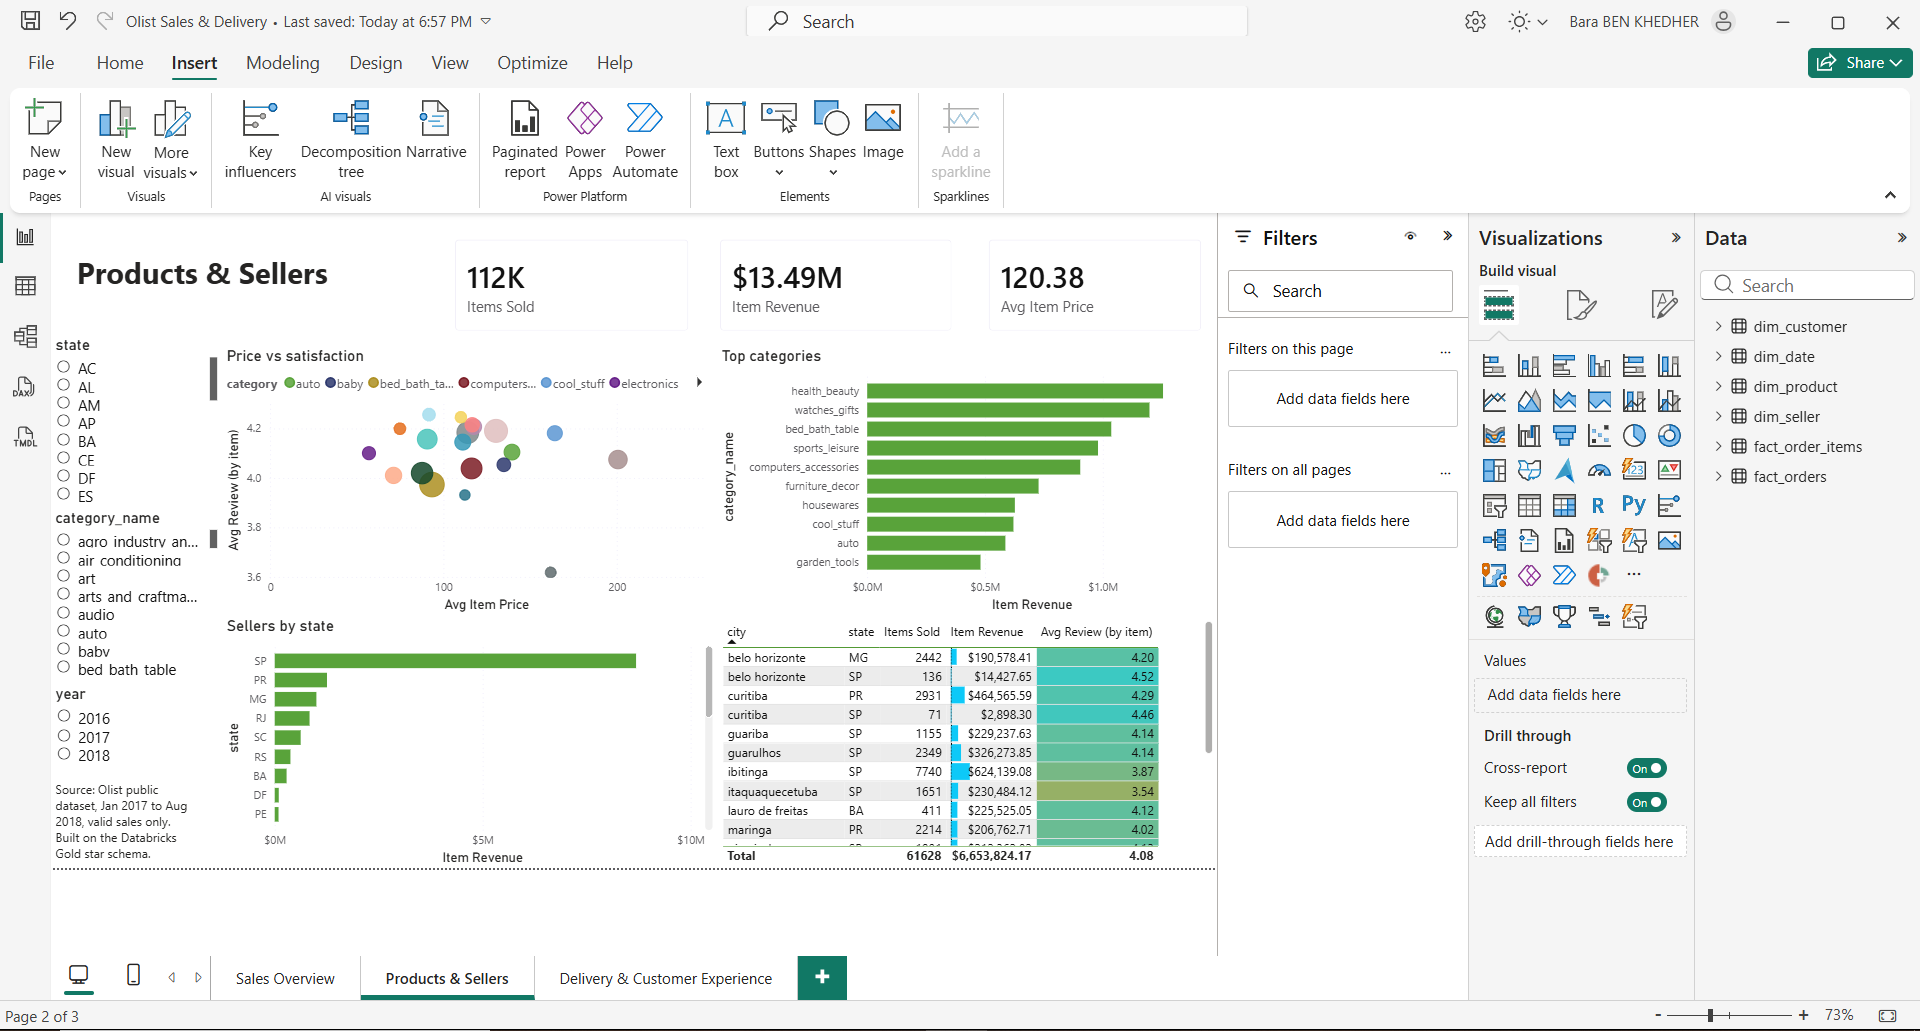 Olist Sales & Delivery • Last saved: Today at 6:57 PM
Search
Bara BEN KHEDHER
File Home Insert Modeling Design View Optimize Help
Share
New page
New visual
More visuals
Key influencers
Decomposition tree
Narrative
Paginated report
Power Apps
Power Automate
Text box
Buttons
Shapes
Image
Add a sparkline
Pages
Visuals
AI visuals
Power Platform
Elements
Sparklines
Products & Sellers
112K
Items Sold
$13.49M
Item Revenue
120.38
Avg Item Price
state
AC
AL
AM
AP
BA
CE
DF
ES
category_name
agro industry an...
air conditioning
art
arts and craftma...
audio
auto
baby
bed bath table
year
2016
2017
2018
Source: Olist public
dataset, Jan 2017 to Aug
2018, valid sales only.
Built on the Databricks
Gold star schema.
Price vs satisfaction
category auto baby bed_bath_ta... computers... cool_stuff electronics
Avg Review (by item)
4.2
4.0
3.8
3.6
0 100 200
Avg Item Price
Top categories
category_name
health_beauty
watches_gifts
bed_bath_table
sports_leisure
computers_accessories
furniture_decor
housewares
cool_stuff
auto
garden_tools
$0.0M $0.5M $1.0M
Item Revenue
Sellers by state
state
SP
PR
MG
RJ
SC
RS
BA
DF
PE
$0M $5M $10M
Item Revenue
city state Items Sold Item Revenue Avg Review (by item)
belo horizonte MG 2442 $190,578.41 4.20
belo horizonte SP 136 $14,427.65 4.52
curitiba PR 2931 $464,565.59 4.29
curitiba SP 71 $2,898.30 4.46
guariba SP 1155 $229,237.63 4.14
guarulhos SP 2349 $326,273.85 4.14
ibitinga SP 7740 $624,139.08 3.87
itaquaquecetuba SP 1651 $230,484.12 3.54
lauro de freitas BA 411 $225,525.05 4.12
maringa PR 2214 $206,762.71 4.02
Total 61628 $6,653,824.17 4.08
Filters
Search
Filters on this page ...
Add data fields here
Filters on all pages ...
Add data fields here
Visualizations
Build visual
123
R
Py
...
Values
Add data fields here
Drill through
Cross-report On
Keep all filters On
Add drill-through fields here
Data
Search
dim_customer
dim_date
dim_product
dim_seller
fact_order_items
fact_orders
DAX
TMDL
Sales Overview
Products & Sellers
Delivery & Customer Experience
+
Page 2 of 3
- + 73%